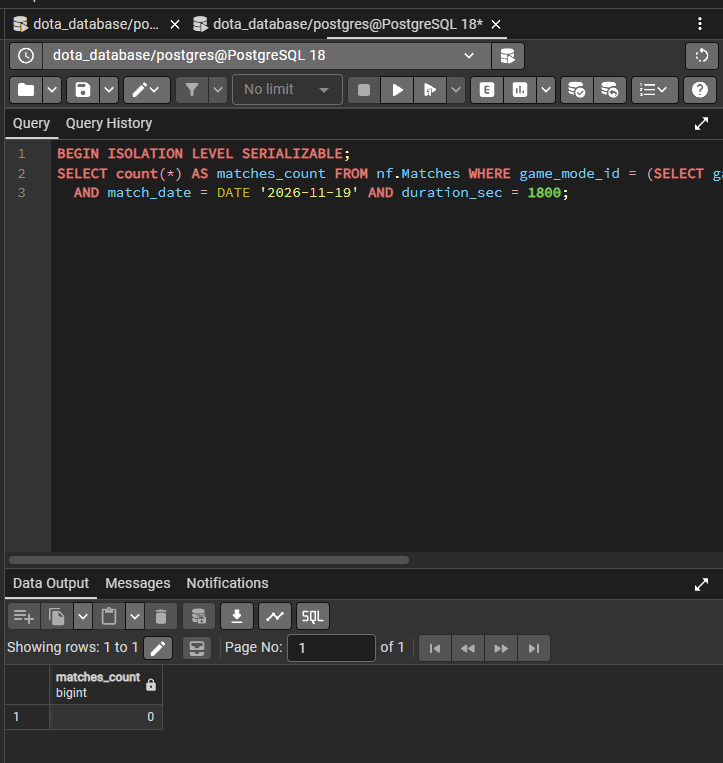 dota_database/po...
dota_database/postgres@PostgreSQL 18*
dota_database/postgres@PostgreSQL 18
No limit
E
Query Query History
1 BEGIN ISOLATION LEVEL SERIALIZABLE;
2 SELECT count(*) AS matches_count FROM nf.Matches WHERE game_mode_id = (SELECT g
3 AND match_date = DATE '2026-11-19' AND duration_sec = 1800;
Data Output Messages Notifications
SQL
Showing rows: 1 to 1 Page No: 1 of 1
matches_count
bigint
1 0